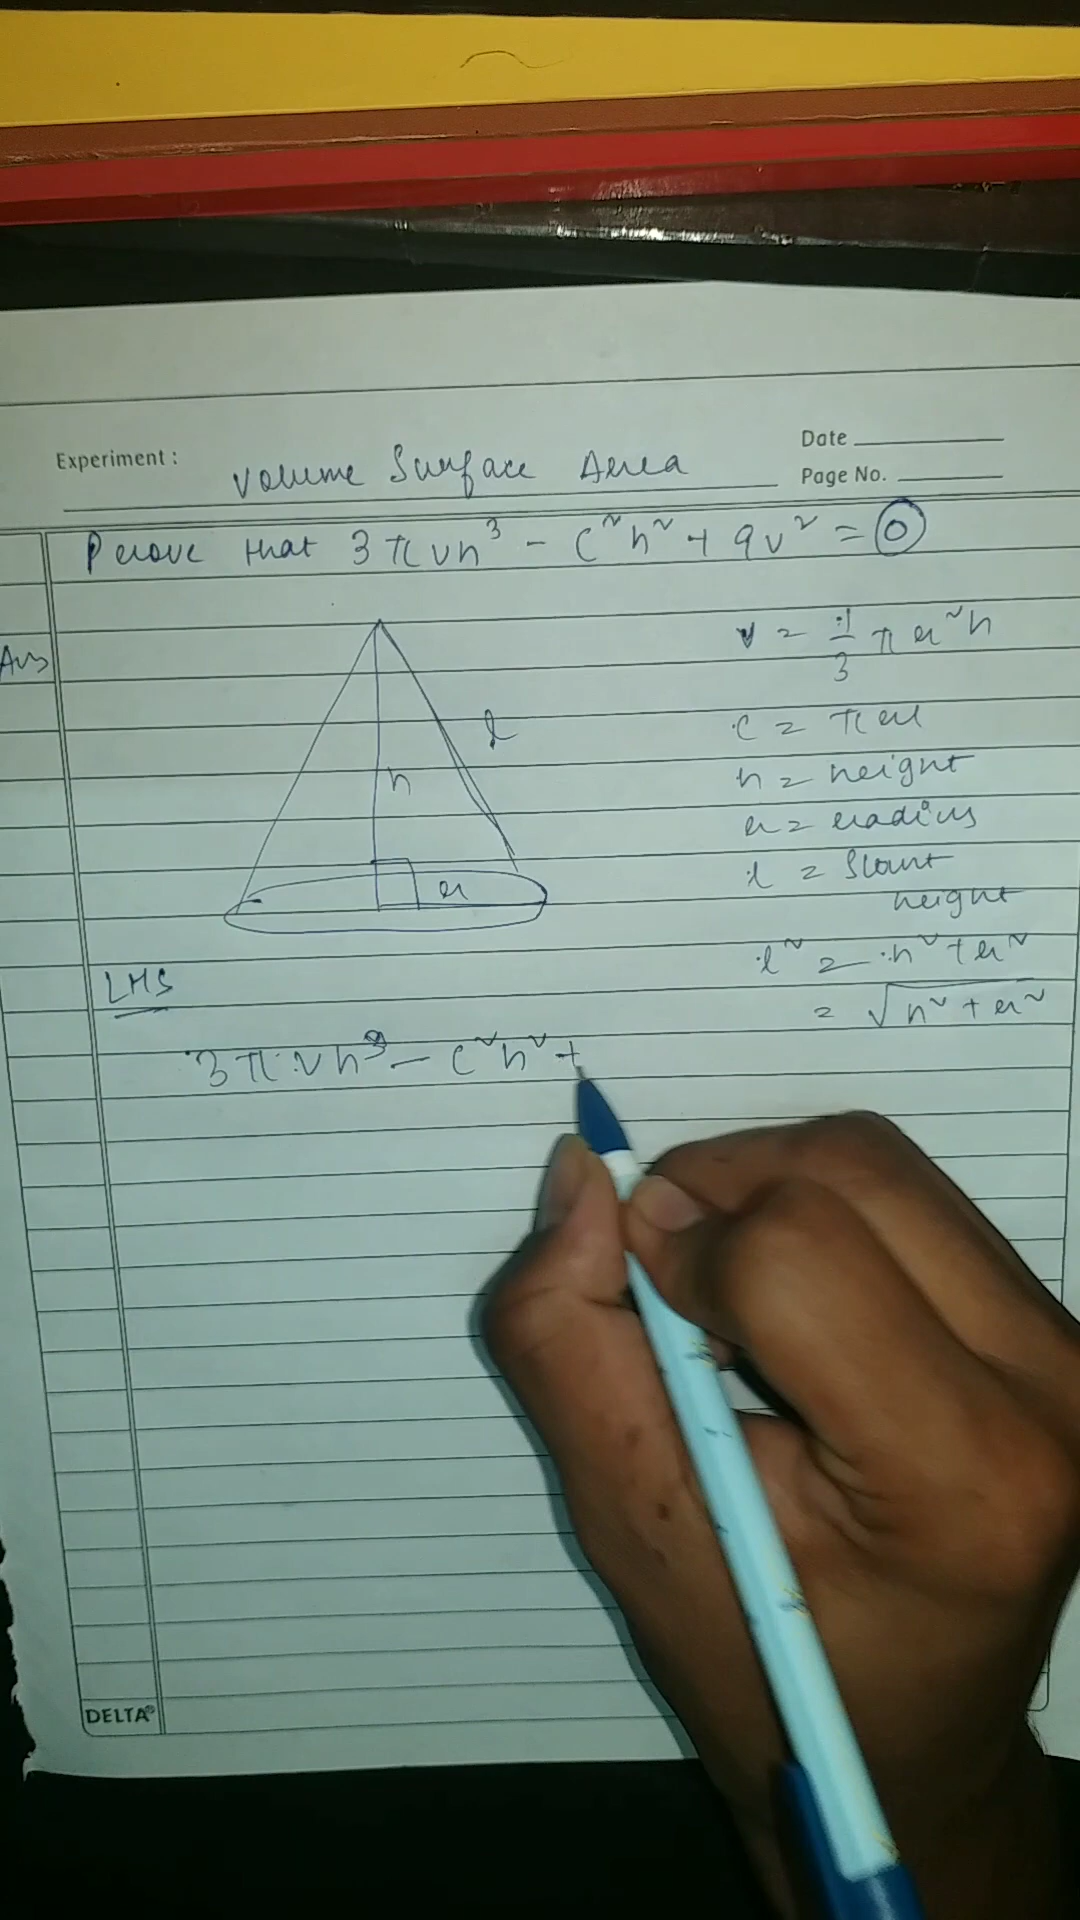 Experiment :
Volume Surface Area
Date
Page No.
Prove that 3πvh³ - c²h² + 9v² = 0
Ans
v = 1/3 πr²h
c = πrl
h = height
r = radius
l = Slant
height
l² = h² + r²
= √h² + r²
l
h
r
LHS
3πvh³ - c²h² +
DELTA®